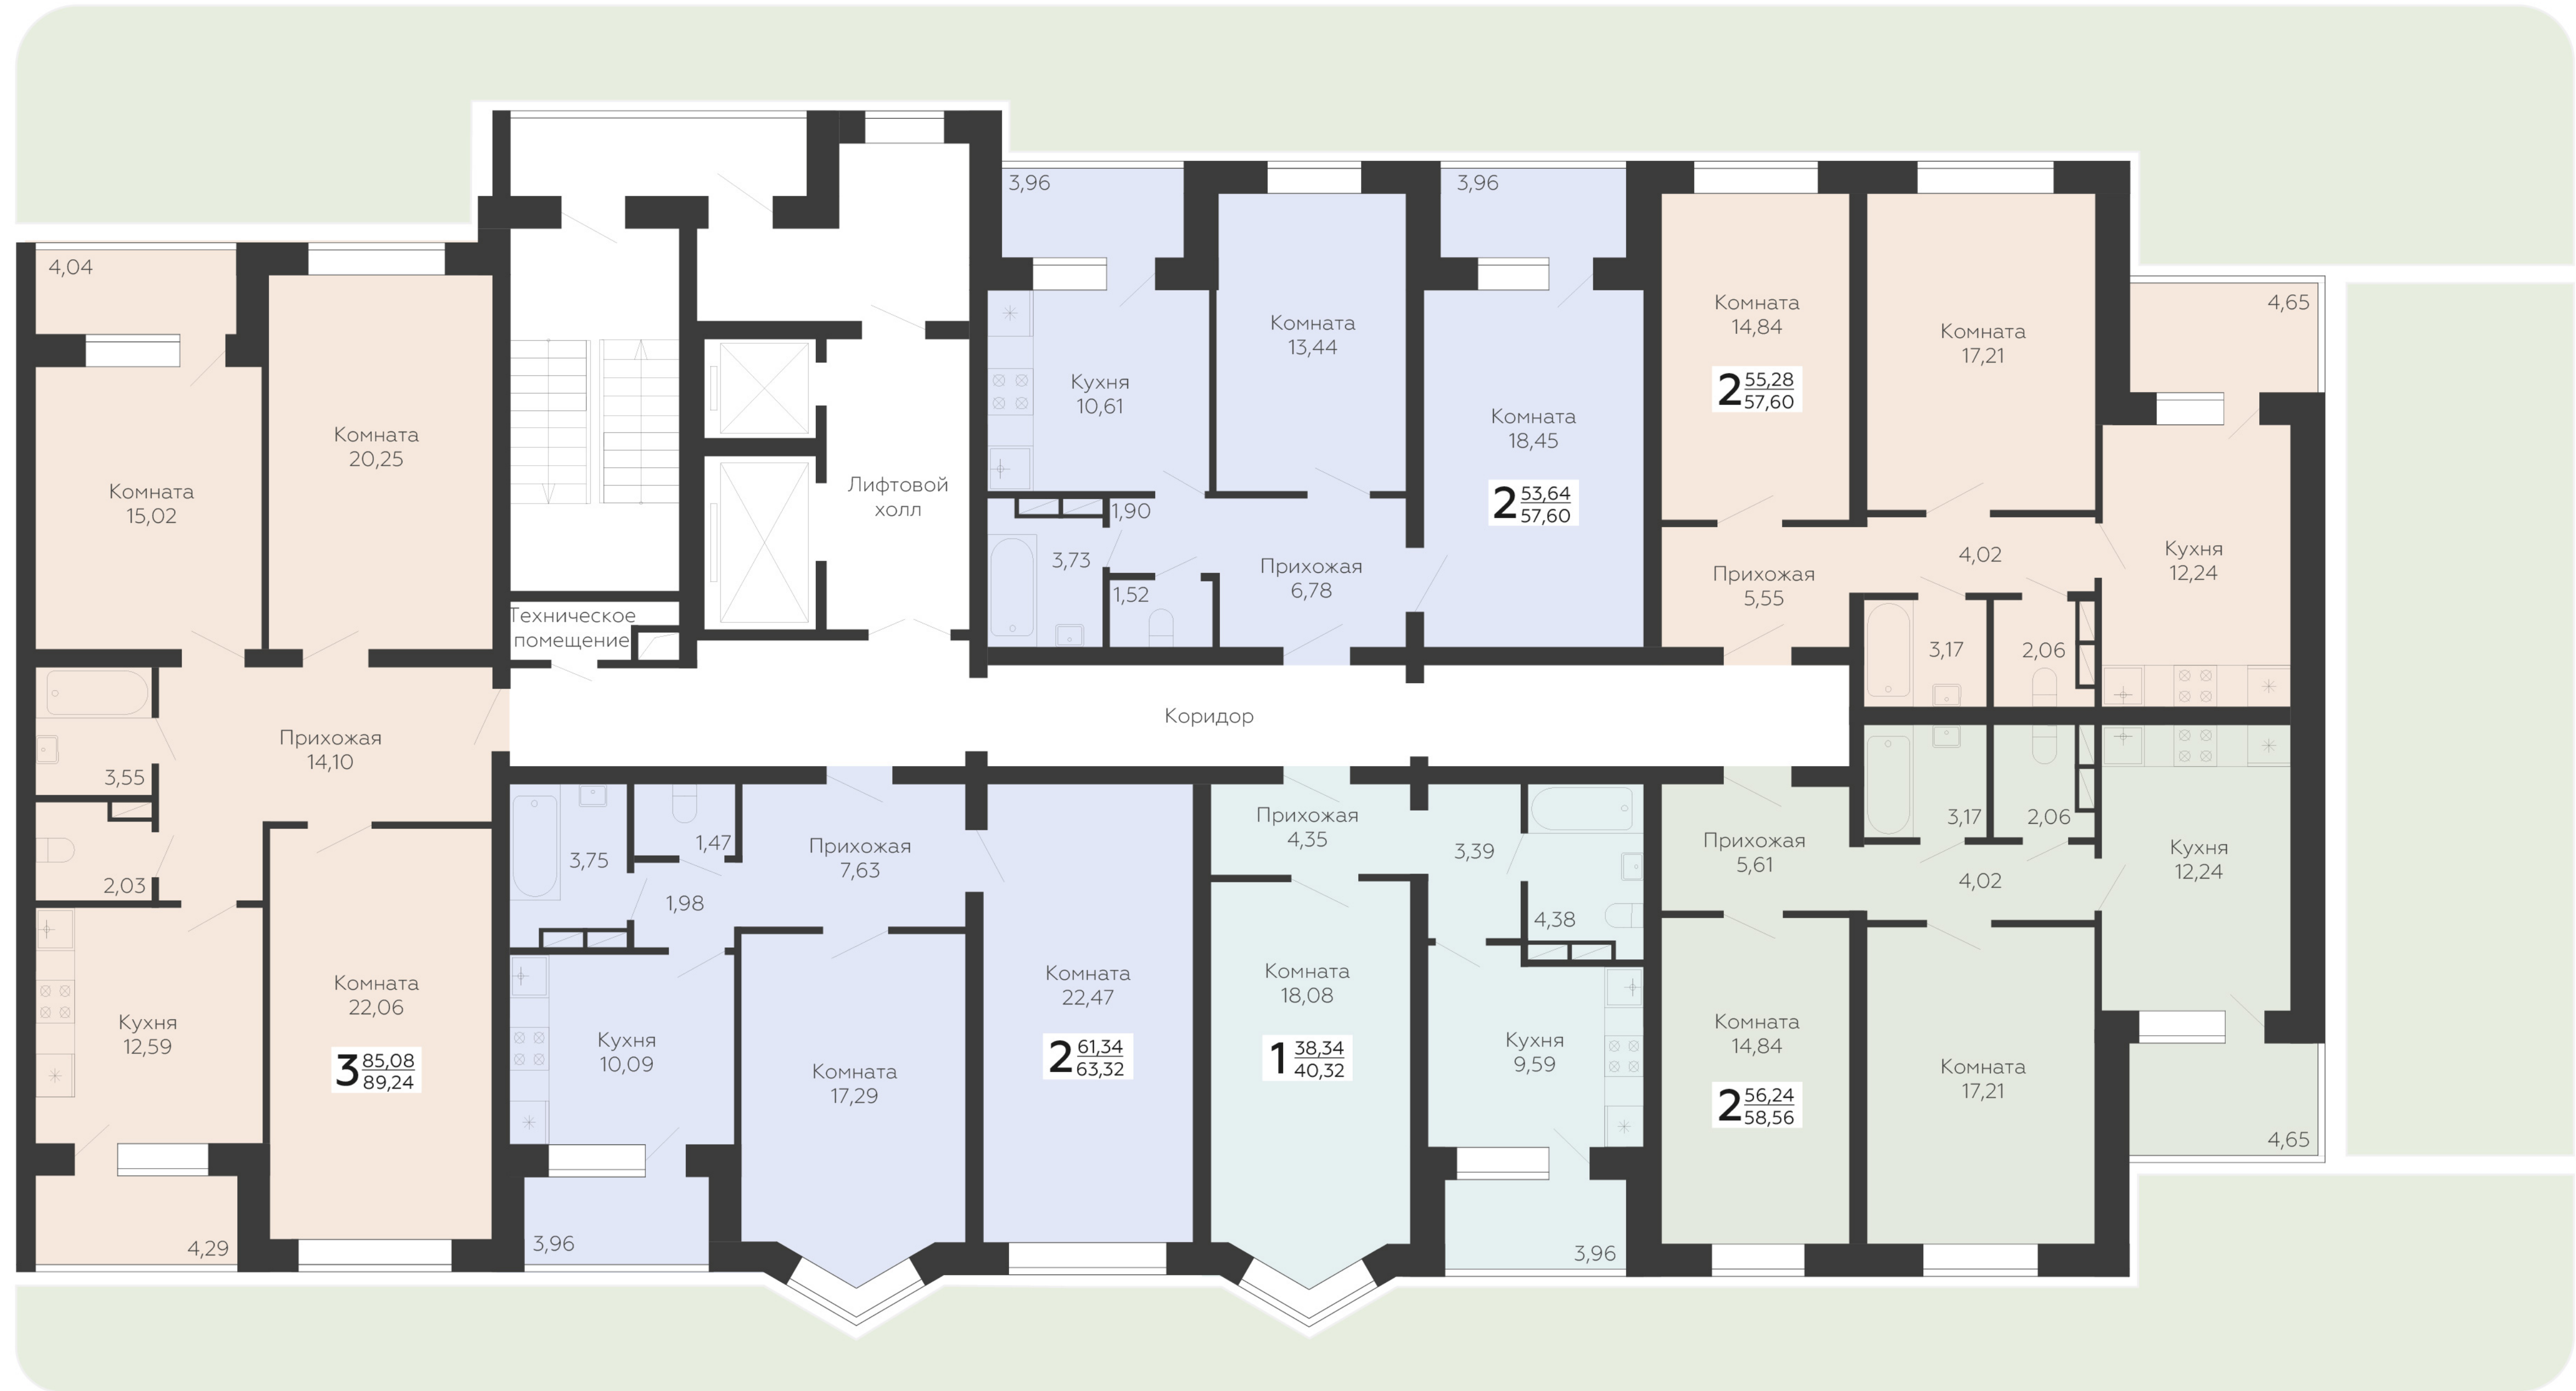 4,04
Комната
20,25
Комната
15,02
Прихожая
14,10
3,55
2,03
Кухня
12,59
Комната
22,06
3 85,08
89,24
4,29
Техническое
помещение
Лифтовой
холл
Коридор
3,96
Кухня
10,61
Комната
13,44
3,96
Комната
18,45
2 53,64
57,60
1,90
3,73
1,52
Прихожая
6,78
Комната
14,84
2 55,28
57,60
Комната
17,21
4,65
Прихожая
5,55
4,02
Кухня
12,24
3,17
2,06
3,75
1,47
1,98
Прихожая
7,63
Кухня
10,09
3,96
Комната
17,29
Комната
22,47
2 61,34
63,32
Прихожая
4,35
3,39
4,38
Комната
18,08
1 38,34
40,32
Кухня
9,59
3,96
Прихожая
5,61
3,17
2,06
4,02
Кухня
12,24
Комната
14,84
2 56,24
58,56
Комната
17,21
4,65